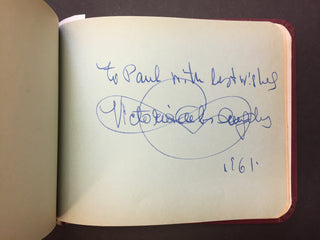 To Paul with best wishes
Victoria de los Angeles
1961.